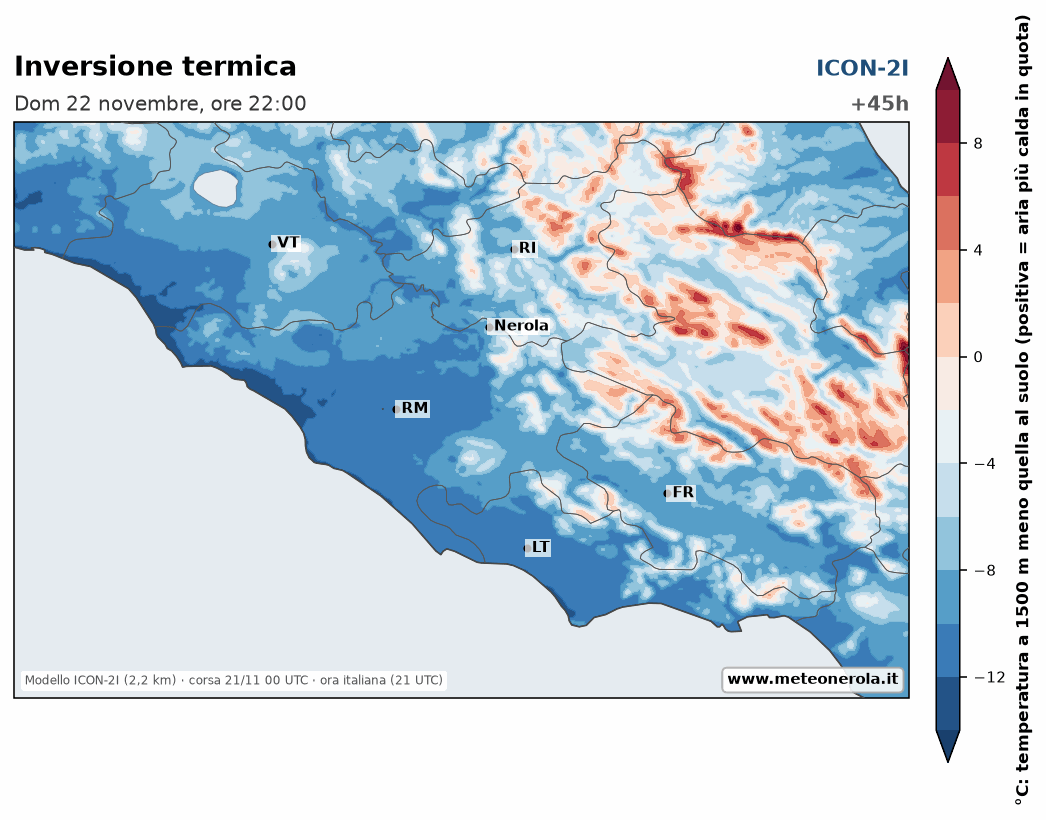 Inversione termica
ICON-2I
Dom 22 novembre, ore 22:00
+45h
VT
RI
Nerola
RM
FR
LT
Modello ICON-2I (2,2 km) · corsa 21/11 00 UTC · ora italiana (21 UTC)
www.meteonerola.it
8
4
0
−4
−8
−12
°C: temperatura a 1500 m meno quella al suolo (positiva = aria più calda in quota)